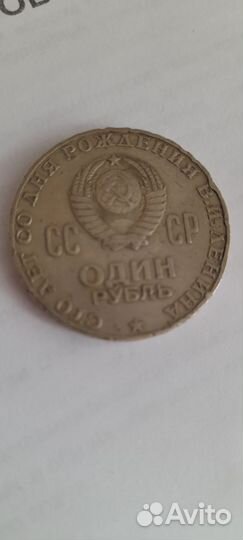 СТО ЛЕТ СО ДНЯ РОЖДЕНИЯ В.И.ЛЕНИНА
СС СР
ОДИН
РУБЛЬ
Avito